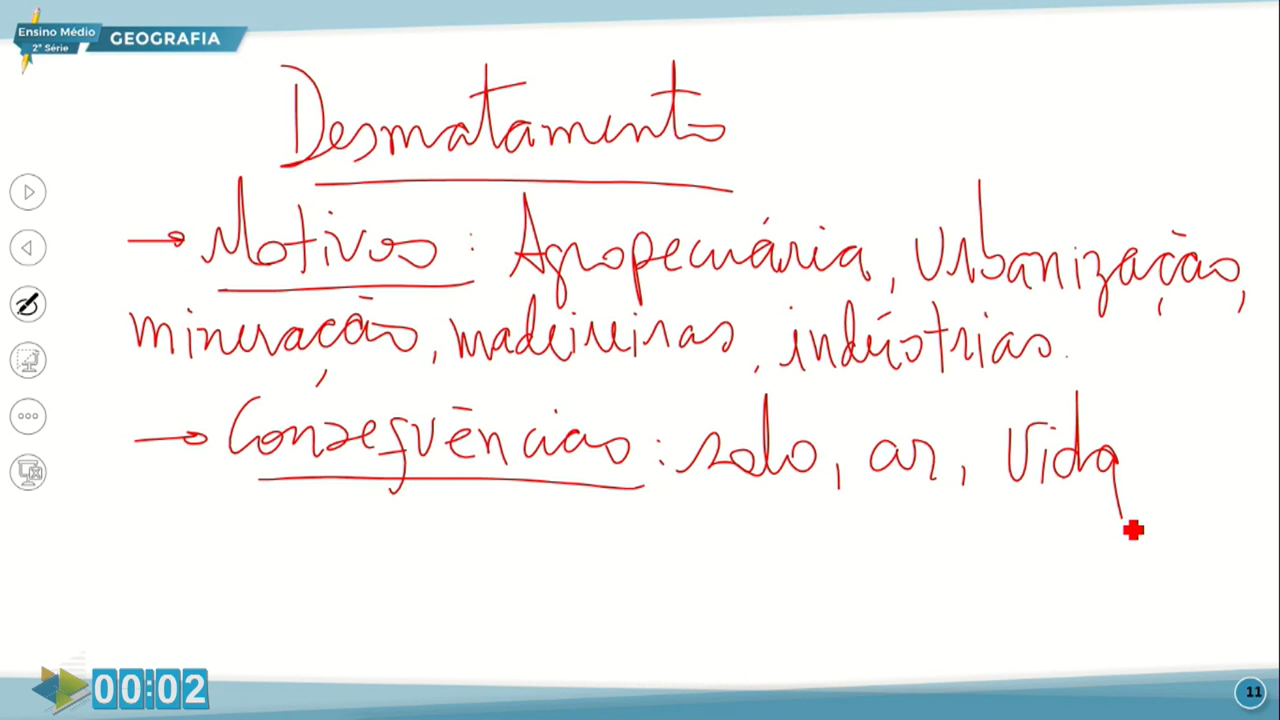 Ensino Médio
2ª Série
GEOGRAFIA
Desmatamento
→ Motivos: Agropecuária, Urbanização,
mineração, madeireiras, indústrias.
→ Consequências: solo, ar, vida
00:02
11